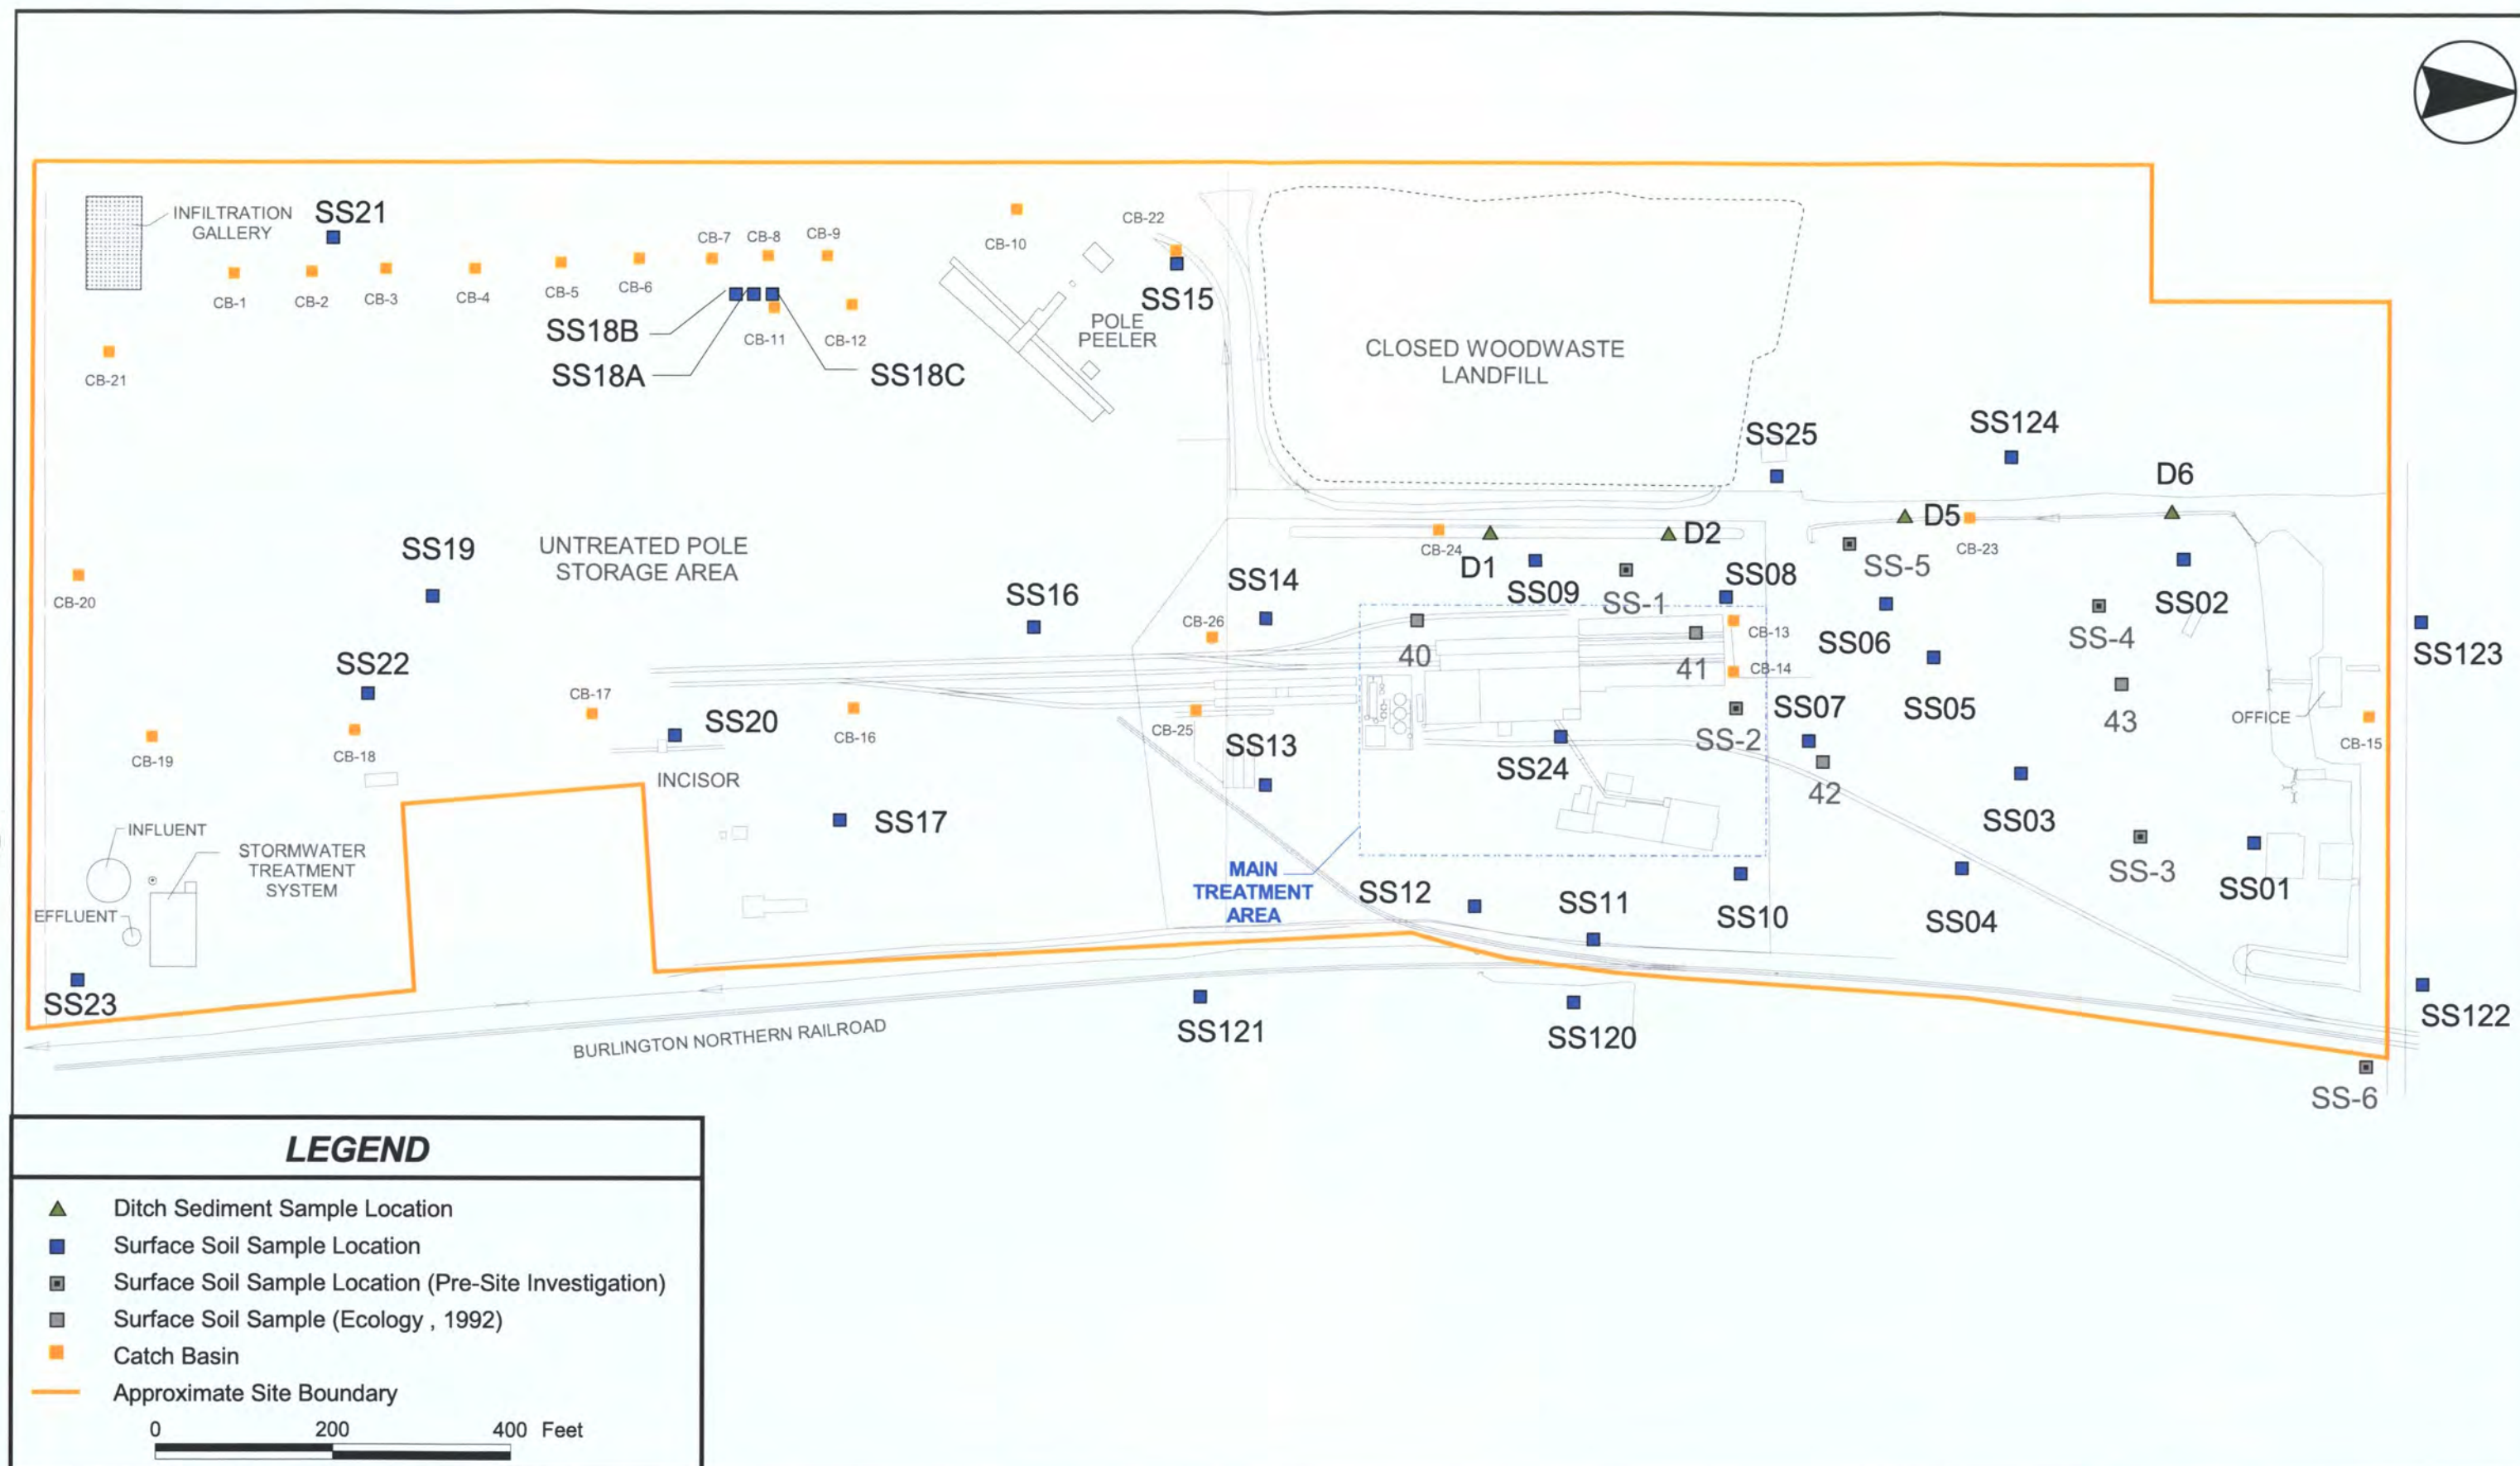 INFILTRATION
GALLERY
SS21
CB-1
CB-2
CB-3
CB-4
CB-5
CB-6
CB-7
CB-8
CB-9
CB-10
CB-22
SS15
POLE
PEELER
SS18B
CB-11
CB-12
SS18A
SS18C
CB-21
CLOSED WOODWASTE
LANDFILL
SS25
SS124
D6
D5
CB-23
D2
CB-24
D1
SS09
SS-1
SS08
SS-5
SS02
SS-4
SS123
SS19
UNTREATED POLE
STORAGE AREA
CB-20
SS16
SS14
CB-26
40
41
CB-13
CB-14
SS06
SS05
43
OFFICE
CB-15
SS22
CB-17
SS20
CB-16
CB-25
SS13
CB-19
CB-18
INCISOR
SS24
SS-2
SS07
42
SS03
SS-3
SS01
SS17
INFLUENT
STORMWATER
TREATMENT
SYSTEM
EFFLUENT
MAIN
TREATMENT
AREA
SS12
SS11
SS10
SS04
SS23
BURLINGTON NORTHERN RAILROAD
SS121
SS120
SS122
SS-6
LEGEND
Ditch Sediment Sample Location
Surface Soil Sample Location
Surface Soil Sample Location (Pre-Site Investigation)
Surface Soil Sample (Ecology , 1992)
Catch Basin
Approximate Site Boundary
0 200 400 Feet